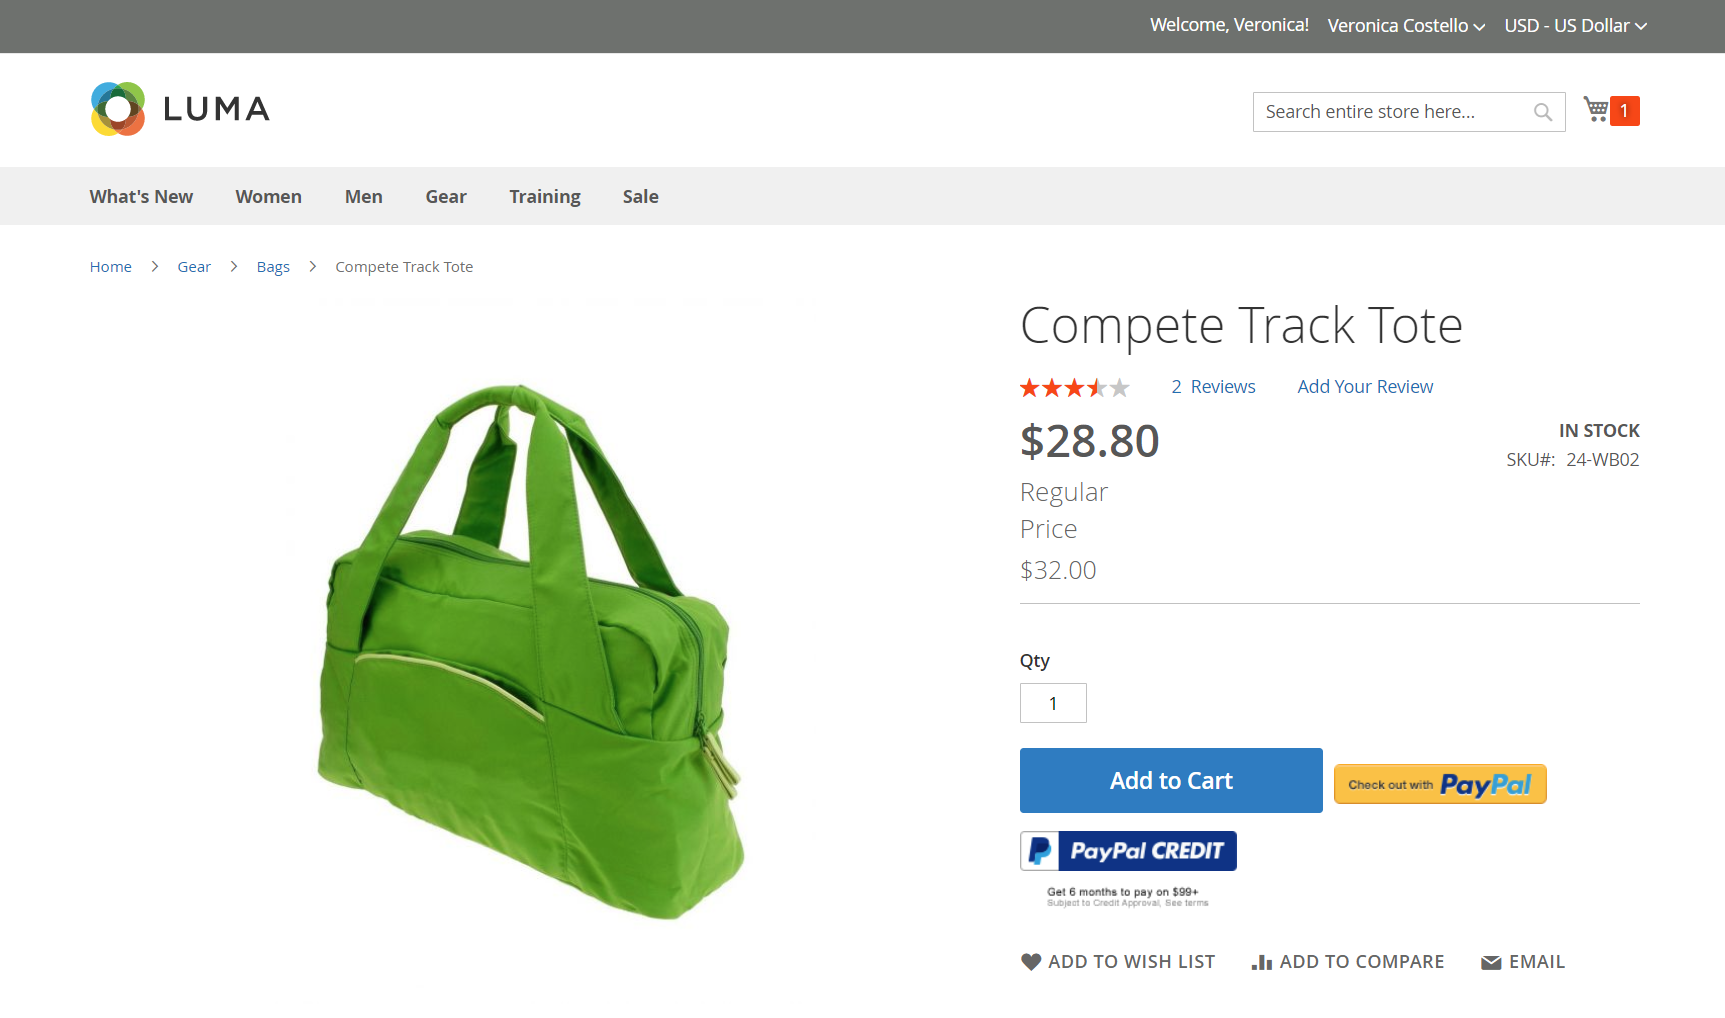 Welcome, Veronica! Veronica Costello USD - US Dollar
LUMA
Search entire store here... 1
What's New Women Men Gear Training Sale
Home Gear Bags Compete Track Tote
Compete Track Tote
2 Reviews Add Your Review
$28.80
IN STOCK
SKU#: 24-WB02
Regular
Price
$32.00
Qty
1
Add to Cart Check out with PayPal
P PayPal CREDIT
Get 6 months to pay on $99+
Subject to Credit Approval, See terms
ADD TO WISH LIST ADD TO COMPARE EMAIL